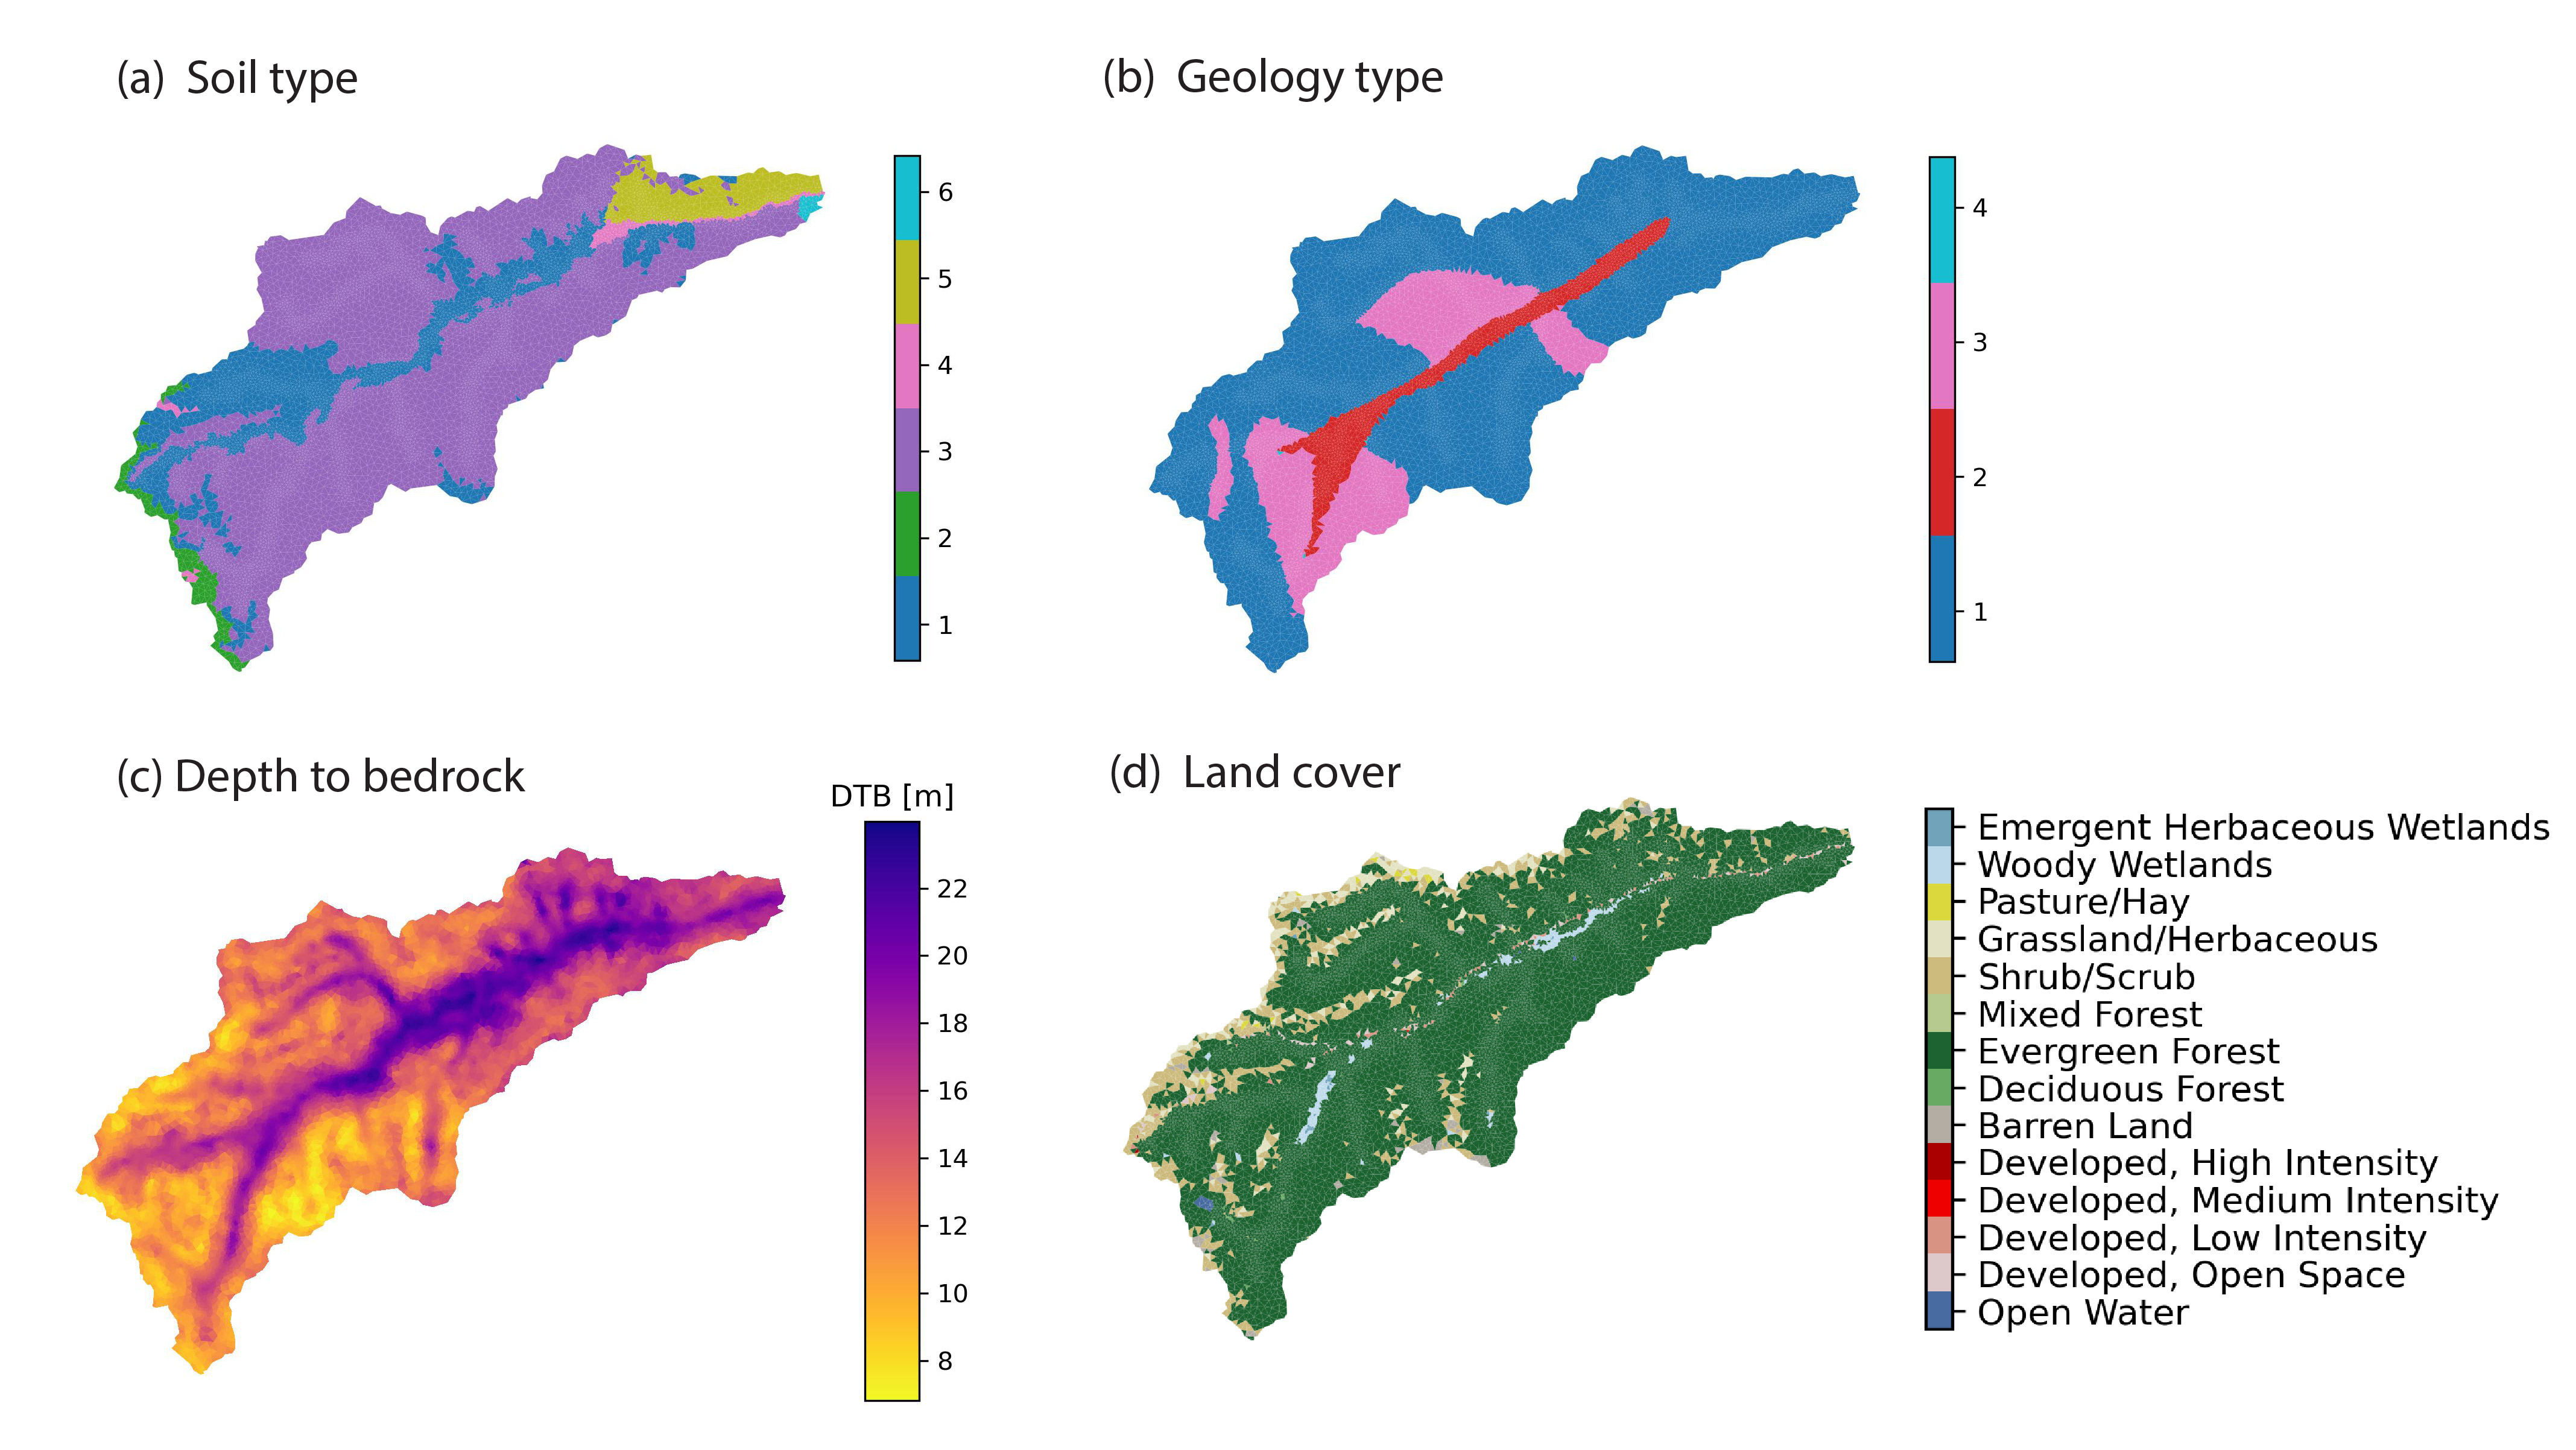 (a) Soil type
6
5
4
3
2
1
(b) Geology type
4
3
2
1
(c) Depth to bedrock
DTB [m]
22
20
18
16
14
12
10
8
(d) Land cover
Emergent Herbaceous Wetlands
Woody Wetlands
Pasture/Hay
Grassland/Herbaceous
Shrub/Scrub
Mixed Forest
Evergreen Forest
Deciduous Forest
Barren Land
Developed, High Intensity
Developed, Medium Intensity
Developed, Low Intensity
Developed, Open Space
Open Water